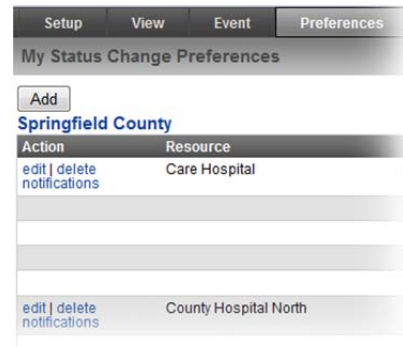 Setup View Event Preferences
My Status Change Preferences
Add
Springfield County
Action Resource
edit | delete Care Hospital
notifications
edit | delete County Hospital North
notifications